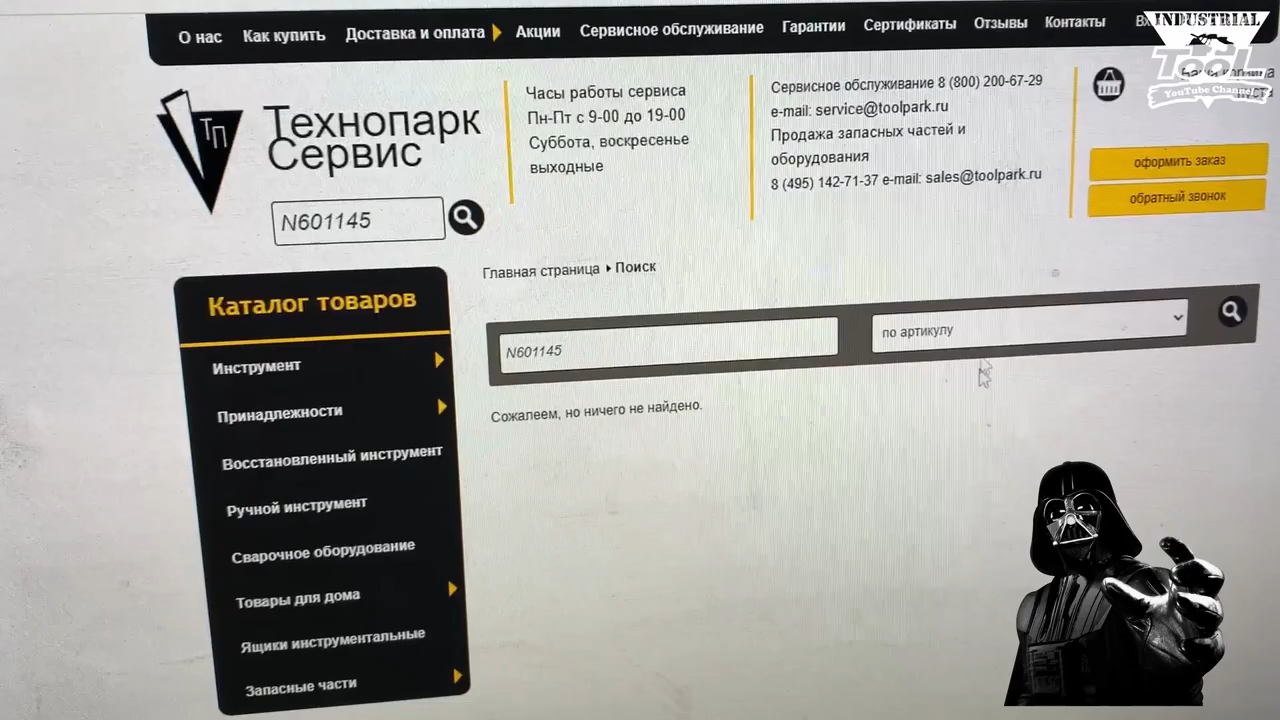 О нас Как купить Доставка и оплата Акции Сервисное обслуживание Гарантии Сертификаты Отзывы Контакты
INDUSTRIAL
TooL
YouTube Channel
ТП
Технопарк
Сервис
N601145
Часы работы сервиса
Пн-Пт с 9-00 до 19-00
Суббота, воскресенье
выходные
Сервисное обслуживание 8 (800) 200-67-29
e-mail: service@toolpark.ru
Продажа запасных частей и
оборудования
8 (495) 142-71-37 e-mail: sales@toolpark.ru
оформить заказ
обратный звонок
Главная страница Поиск
N601145
по артикулу
Сожалеем, но ничего не найдено.
Каталог товаров
Инструмент
Принадлежности
Восстановленный инструмент
Ручной инструмент
Сварочное оборудование
Товары для дома
Ящики инструментальные
Запасные части